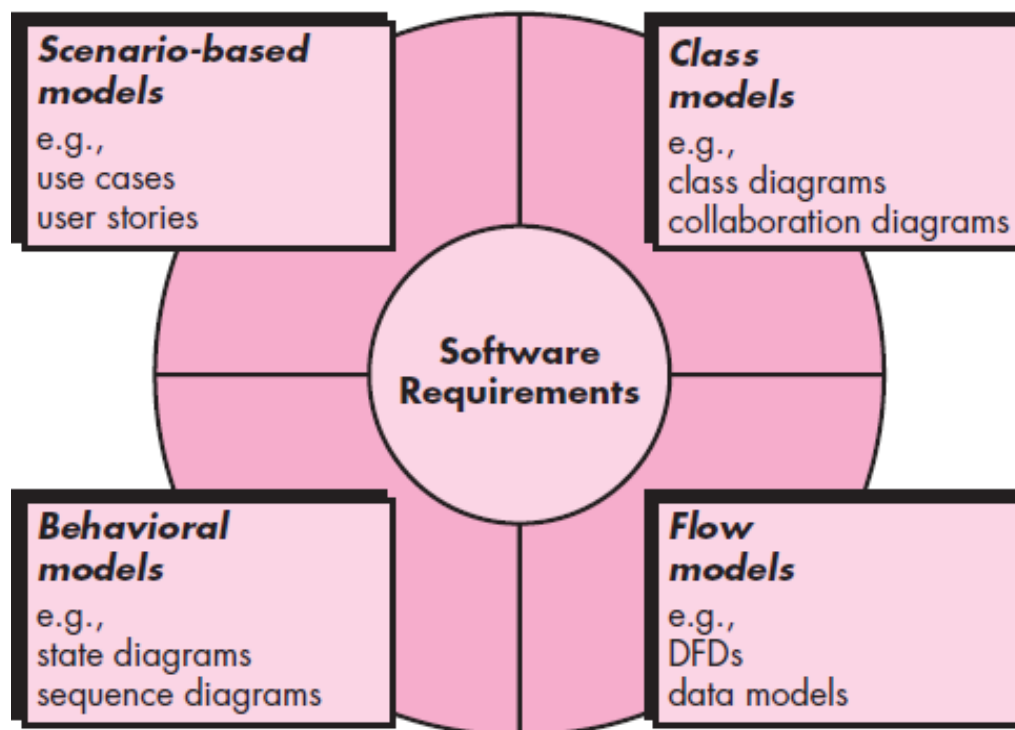 Scenario-based
models
e.g.,
use cases
user stories
Class
models
e.g.,
class diagrams
collaboration diagrams
Software
Requirements
Behavioral
models
e.g.,
state diagrams
sequence diagrams
Flow
models
e.g.,
DFDs
data models